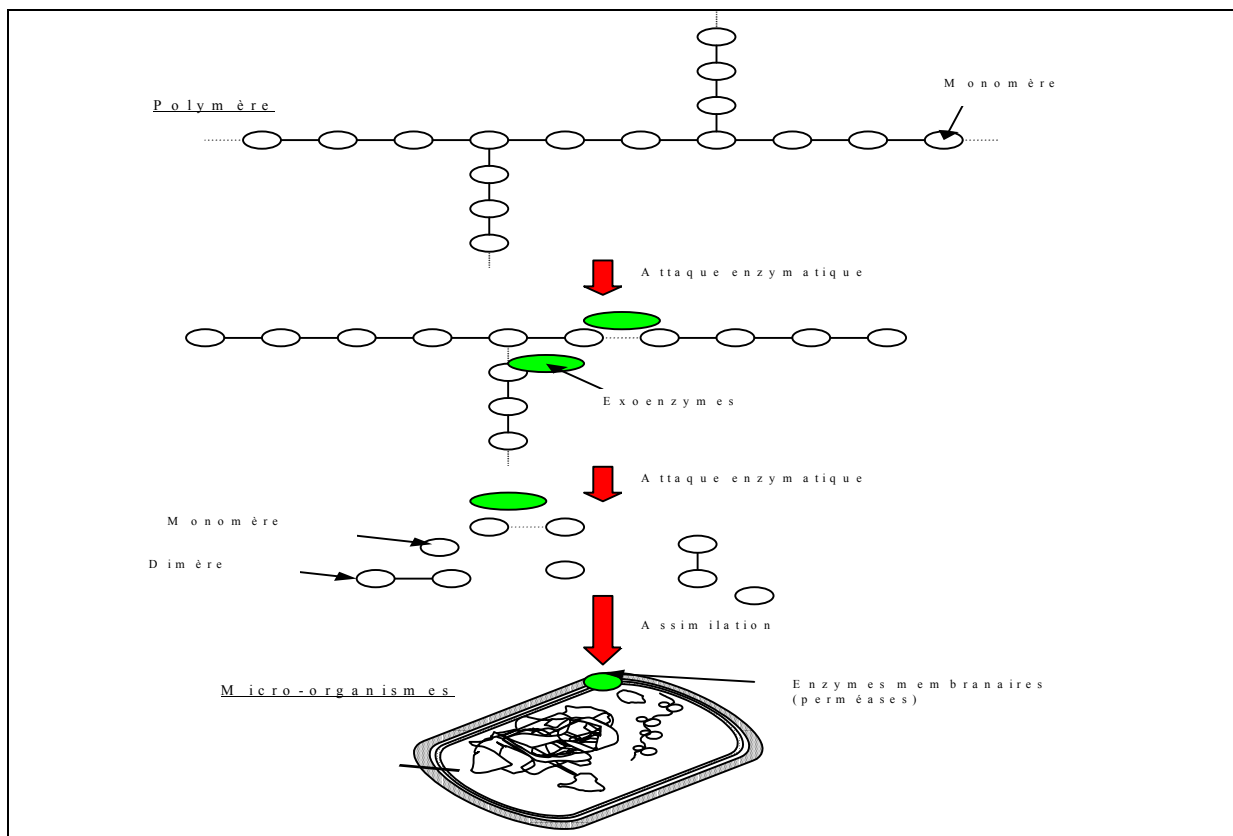 Monomère
Polymère
Attaque enzymatique
Exoenzymes
Attaque enzymatique
Monomère
Dimère
Assimilation
Micro-organismes
Enzymes membranaires
(perméases)